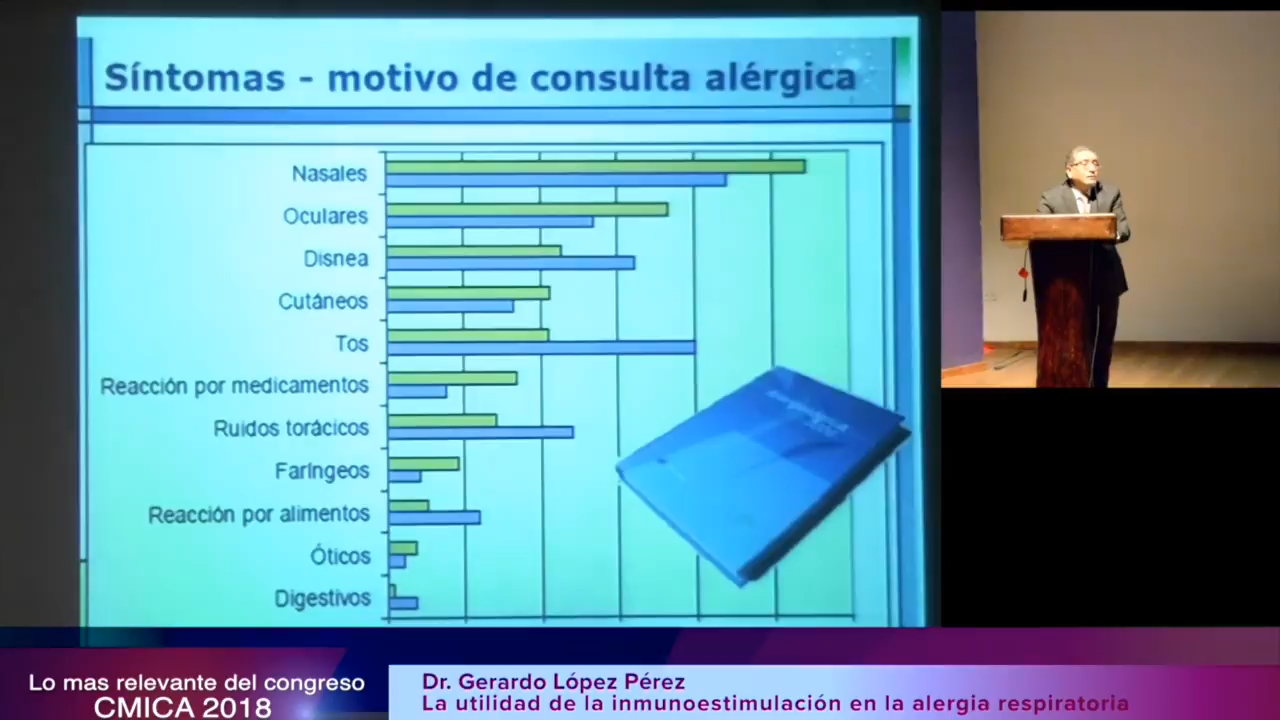 Síntomas - motivo de consulta alérgica
Nasales
Oculares
Disnea
Cutáneos
Tos
Reacción por medicamentos
Ruidos torácicos
Faríngeos
Reacción por alimentos
Óticos
Digestivos
Lo mas relevante del congreso
CMICA 2018
Dr. Gerardo López Pérez
La utilidad de la inmunoestimulación en la alergia respiratoria